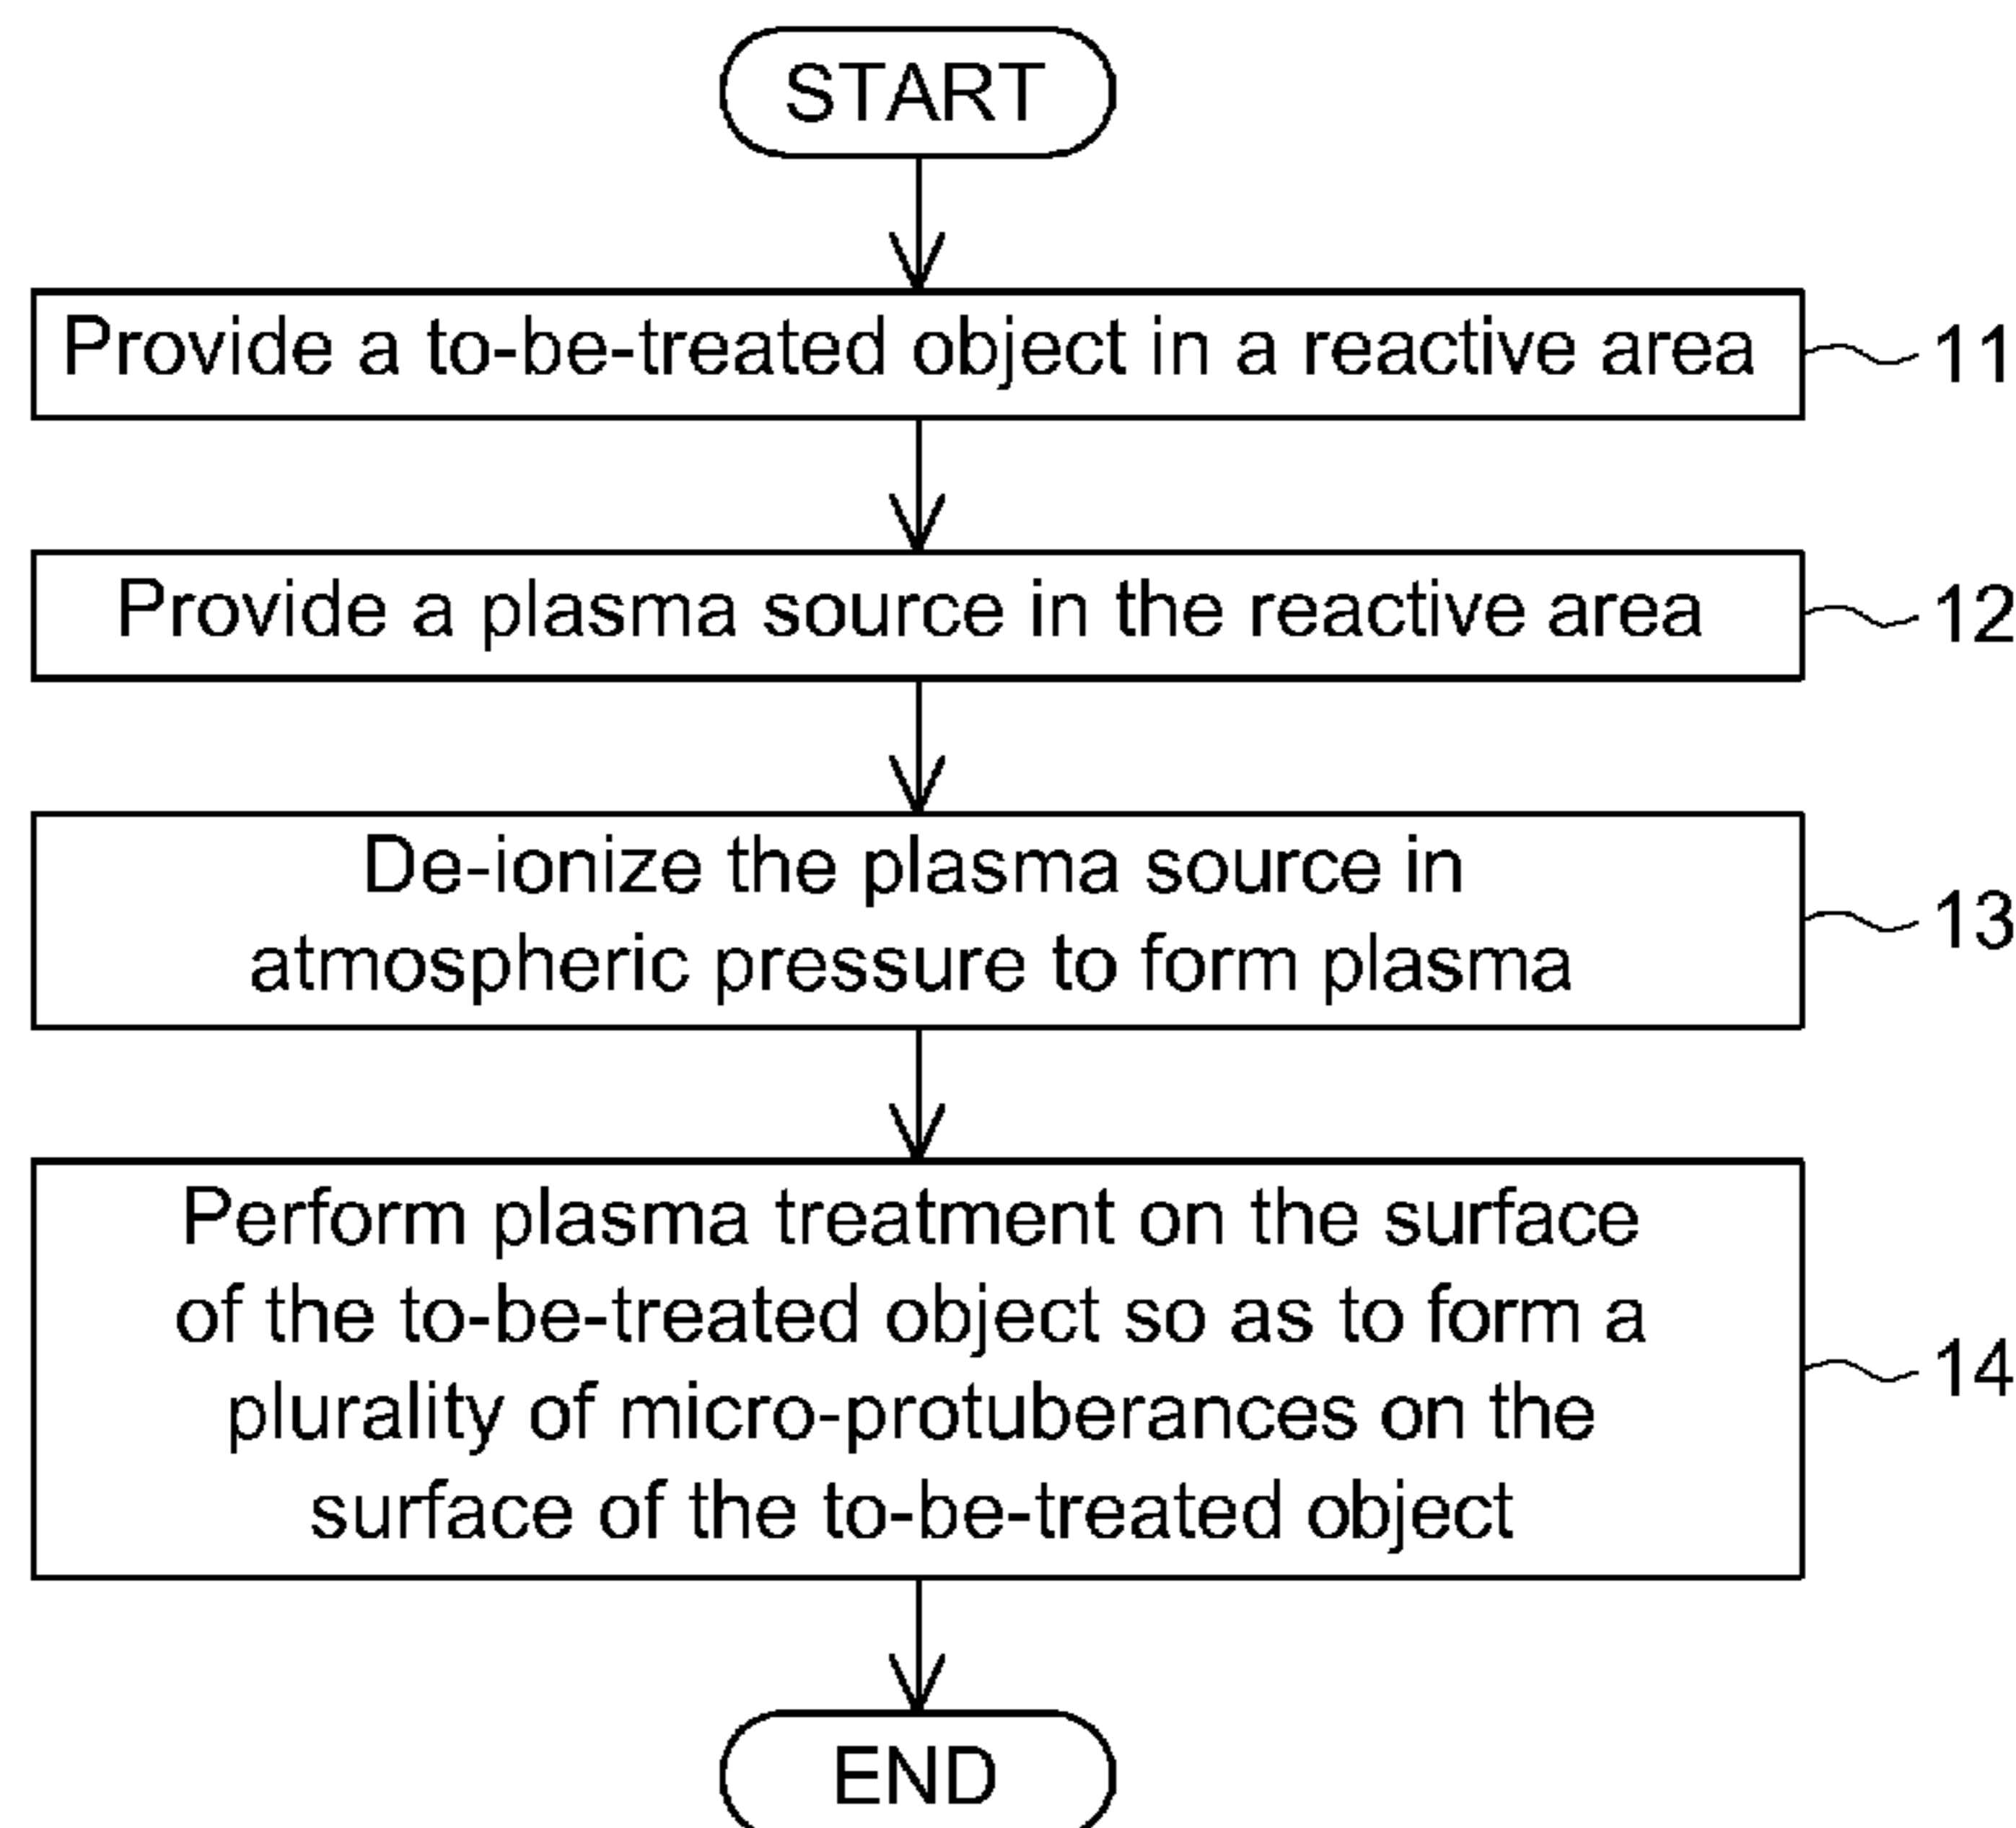 START
Provide a to-be-treated object in a reactive area
11
Provide a plasma source in the reactive area
12
De-ionize the plasma source in
atmospheric pressure to form plasma
13
Perform plasma treatment on the surface
of the to-be-treated object so as to form a
plurality of micro-protuberances on the
surface of the to-be-treated object
14
END